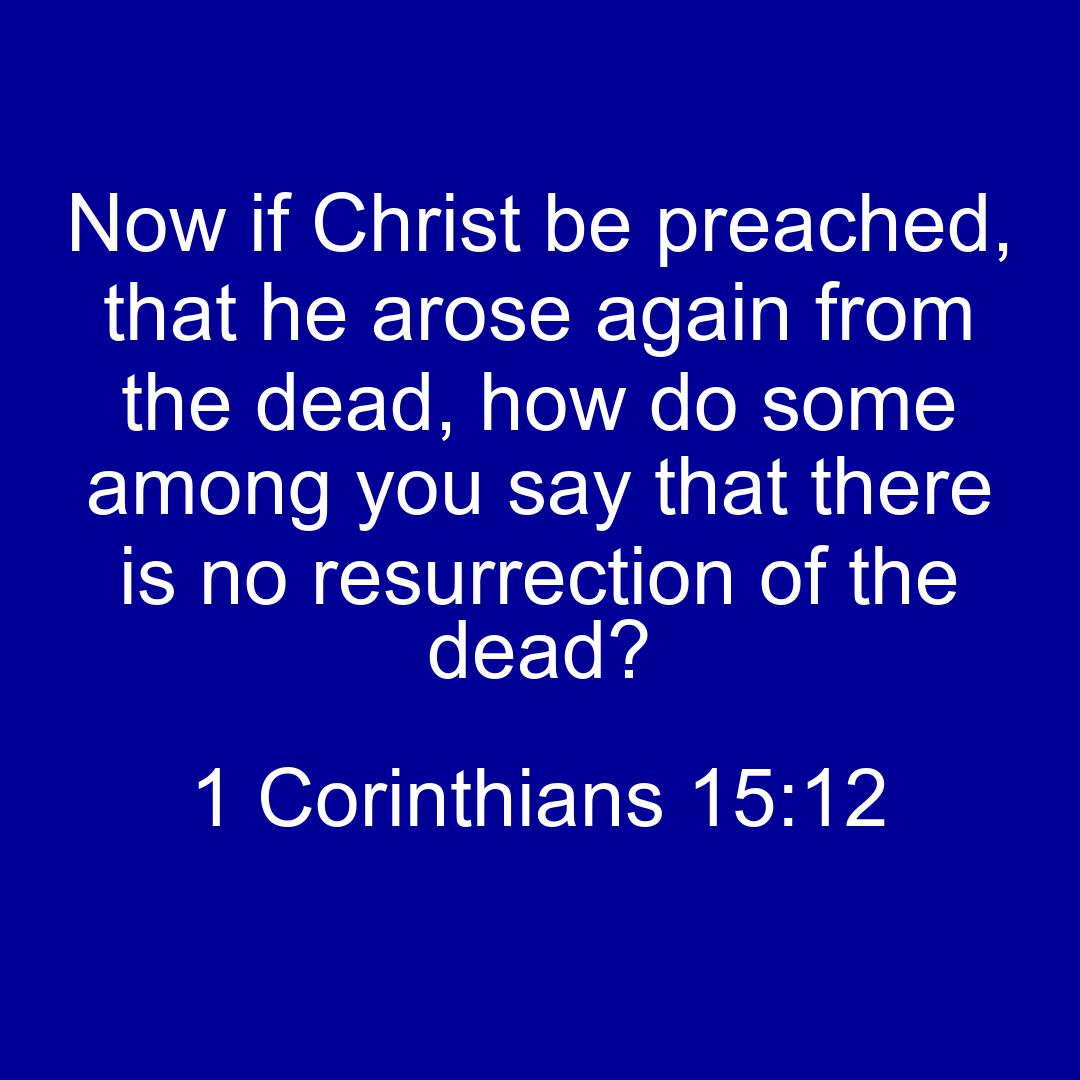 Now if Christ be preached,
that he arose again from
the dead, how do some
among you say that there
is no resurrection of the
dead?
1 Corinthians 15:12